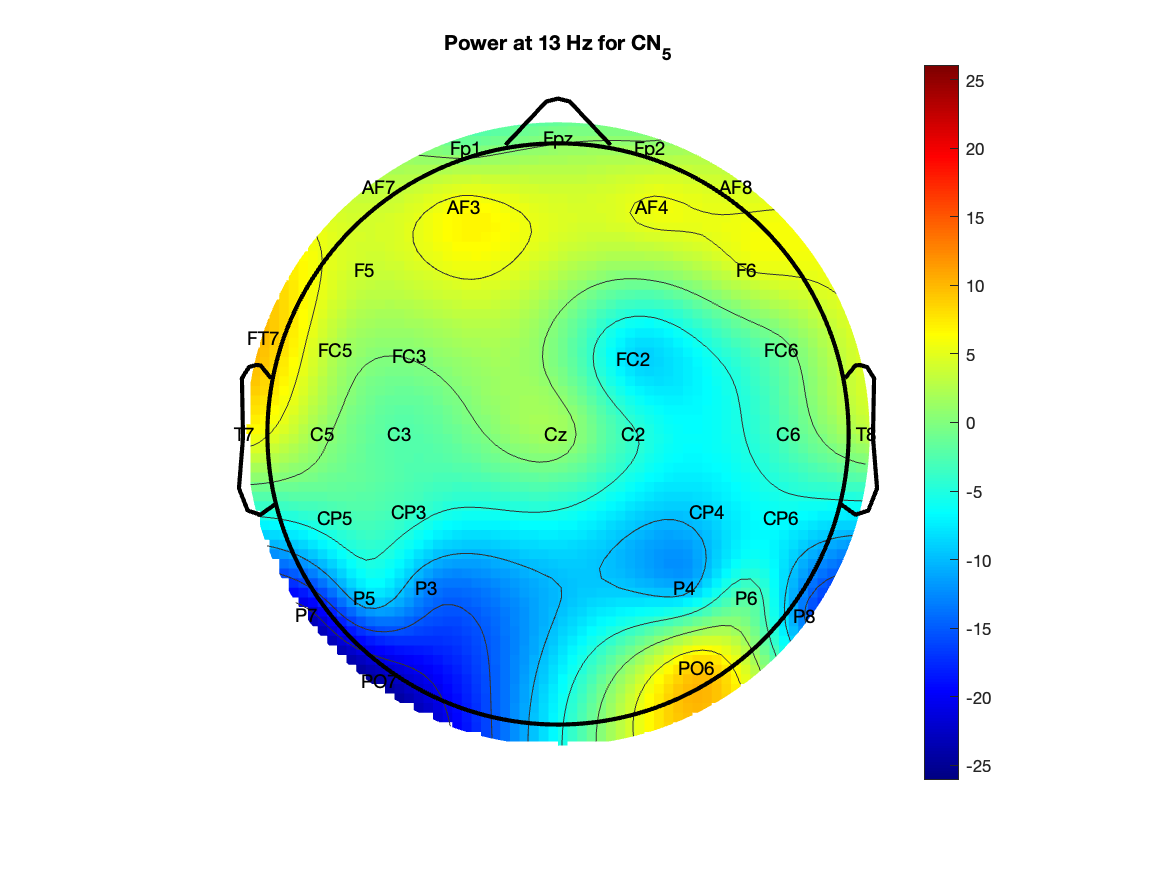 Power at 13 Hz for CN5
25
20
15
10
5
0
-5
-10
-15
-20
-25
Fp1 Fpz Fp2
AF7 AF8
AF3 AF4
F5 F6
FT7
FC5 FC3 FC2 FC6
T7 C5 C3 Cz C2 C6 T8
CP5 CP3 CP4 CP6
P7 P5 P3 P4 P6 P8
PO7 PO6